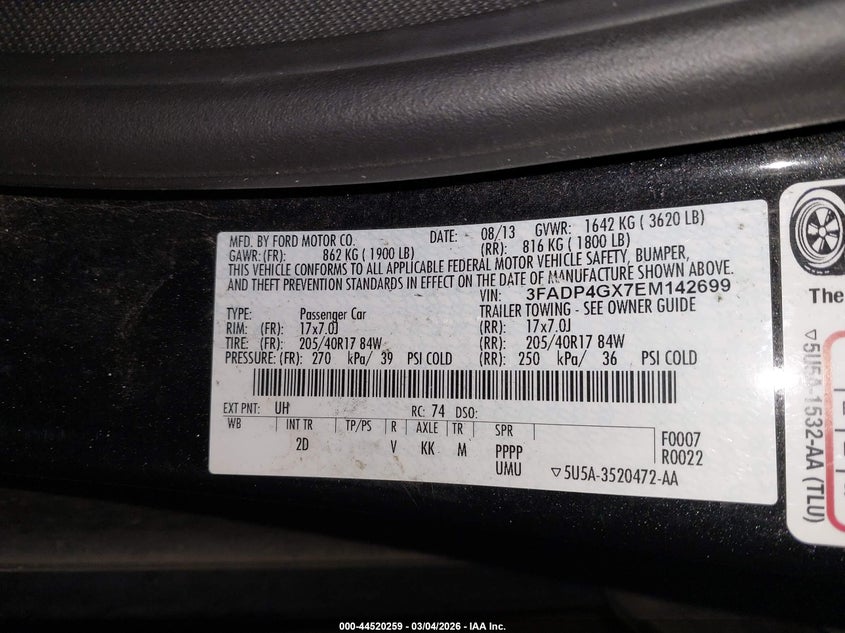 MFD. BY FORD MOTOR CO. DATE: 08/13 GVWR: 1642 KG ( 3620 LB)
GAWR: (FR): 862 KG ( 1900 LB) (RR): 816 KG ( 1800 LB)
THIS VEHICLE CONFORMS TO ALL APPLICABLE FEDERAL MOTOR VEHICLE SAFETY, BUMPER,
AND THEFT PREVENTION STANDARDS IN EFFECT ON THE DATE OF MANUFACTURE SHOWN ABOVE.
VIN: 3FADP4GX7EM142699
TYPE: Passenger Car TRAILER TOWING - SEE OWNER GUIDE
RIM: (FR): 17x7.0J (RR): 17x7.0J
TIRE: (FR): 205/40R17 84W (RR): 205/40R17 84W
PRESSURE: (FR): 270 kPa/ 39 PSI COLD (RR): 250 kPa/ 36 PSI COLD
EXT PNT: UH RC: 74 DSO:
WB INT TR TP/PS R AXLE TR SPR F0007
2D V KK M PPPP R0022
UMU ▽5U5A-3520472-AA
The
▽5U5A-1532-AA (TLU)
000-44520259 - 03/04/2026 - IAA Inc.